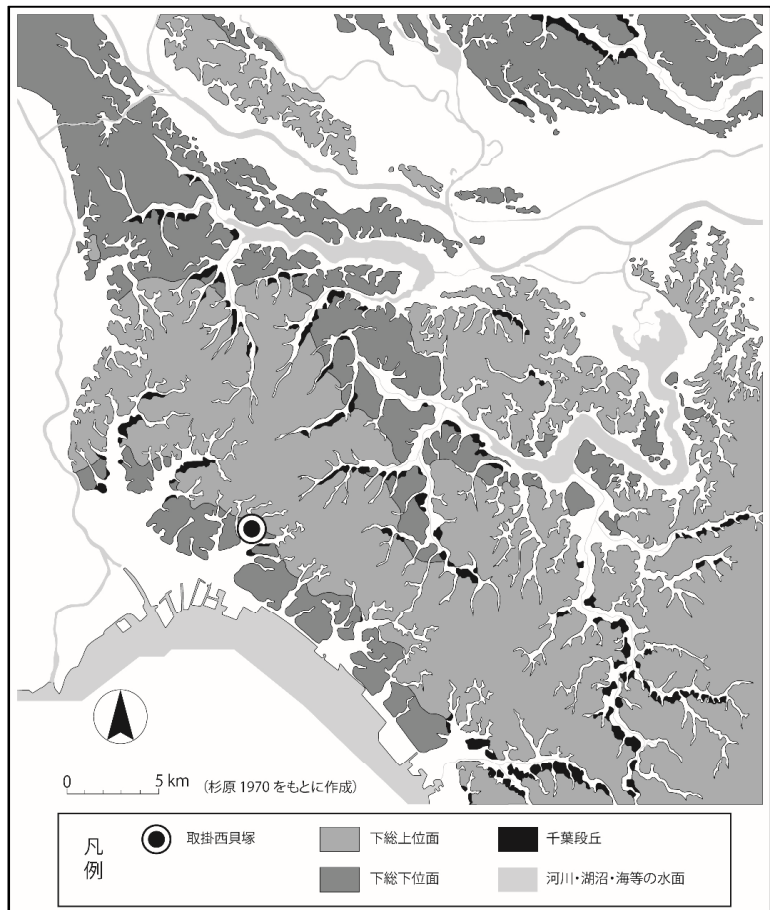 0 5 km (杉原 1970 をもとに作成)
凡例
取掛西貝塚
下総上位面
千葉段丘
下総下位面
河川・湖沼・海等の水面